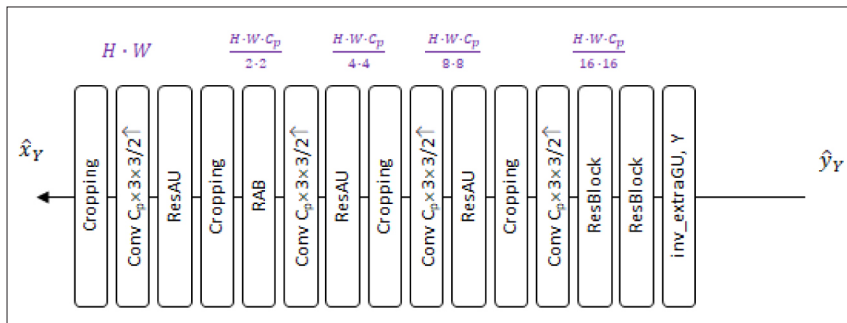 H · W
H·W·C_p
2·2
H·W·C_p
4·4
H·W·C_p
8·8
H·W·C_p
16·16
x̂_Y
Cropping
Conv C_p×3×3/2↑
ResAU
Cropping
RAB
Conv C_p×3×3/2↑
ResAU
Cropping
Conv C_p×3×3/2↑
ResAU
Cropping
Conv C_p×3×3/2↑
ResBlock
ResBlock
inv_extraGU, Y
ŷ_Y